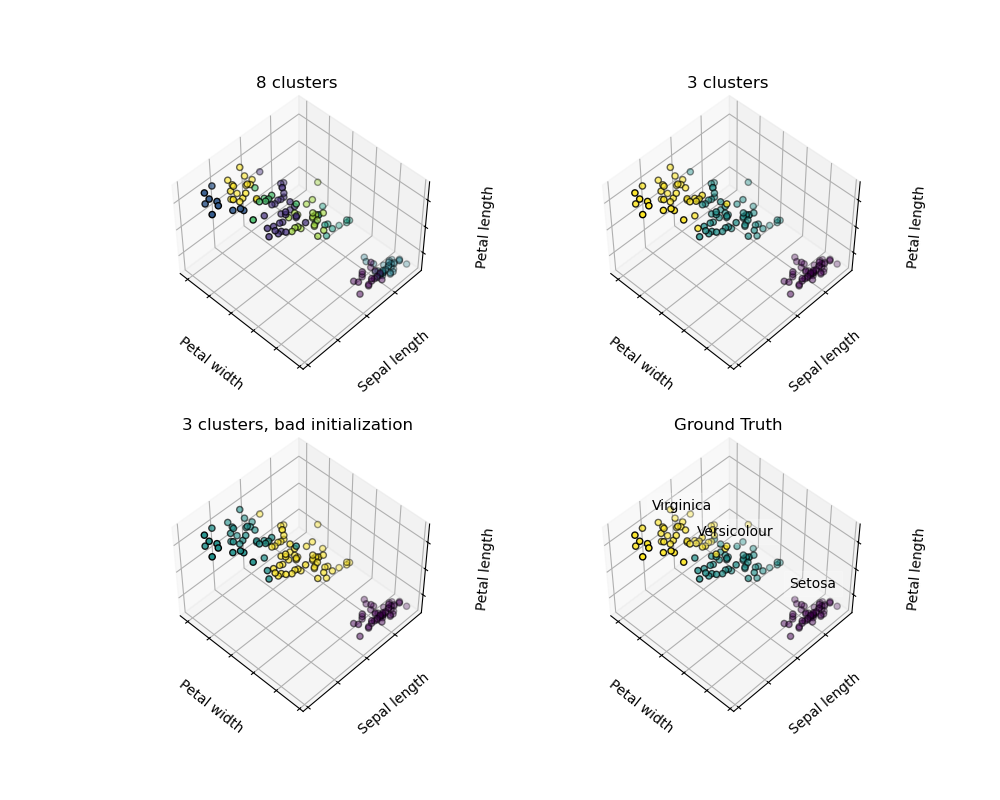 8 clusters
Petal width
Sepal length
Petal length
3 clusters
Petal width
Sepal length
Petal length
3 clusters, bad initialization
Petal width
Sepal length
Petal length
Ground Truth
Virginica
Versicolour
Setosa
Petal width
Sepal length
Petal length